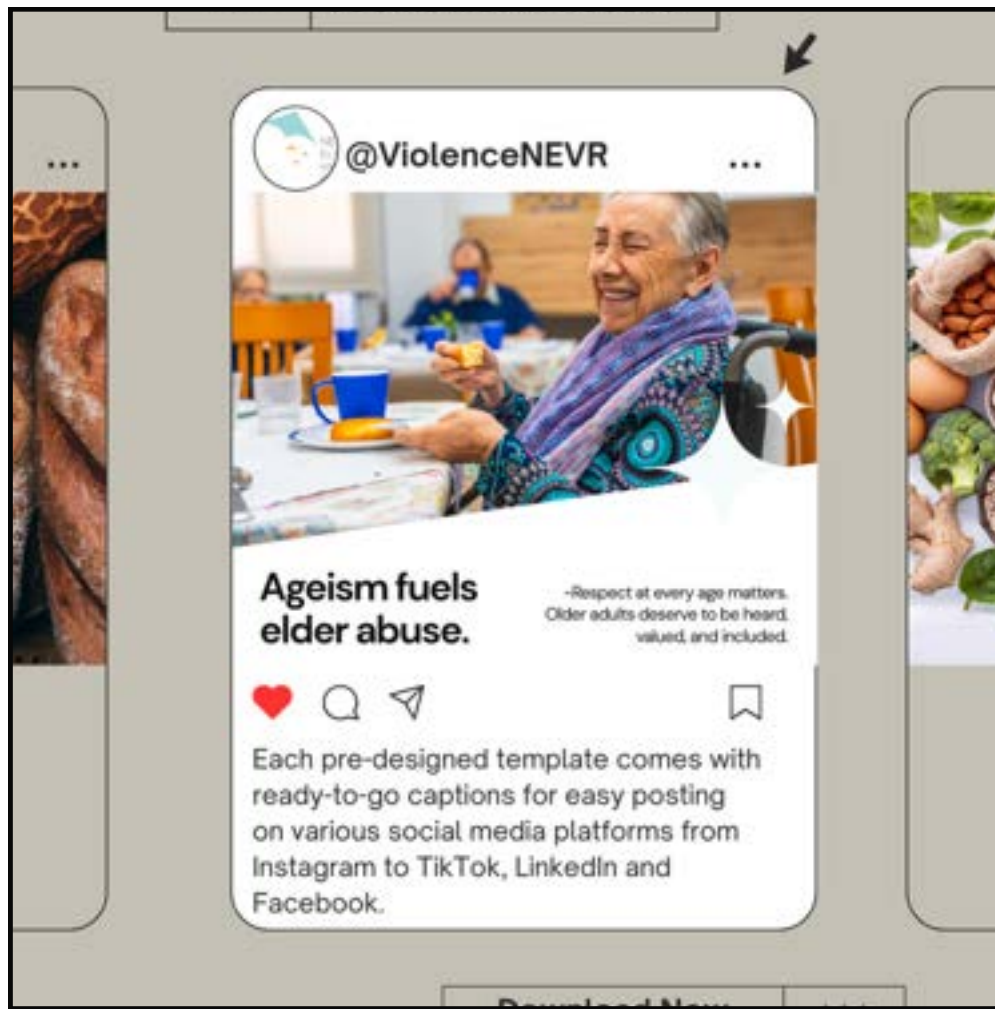 @ViolenceNEVR
Ageism fuels
elder abuse.
-Respect at every age matters.
Older adults deserve to be heard,
valued, and included.
Each pre-designed template comes with
ready-to-go captions for easy posting
on various social media platforms from
Instagram to TikTok, LinkedIn and
Facebook.
Download Now